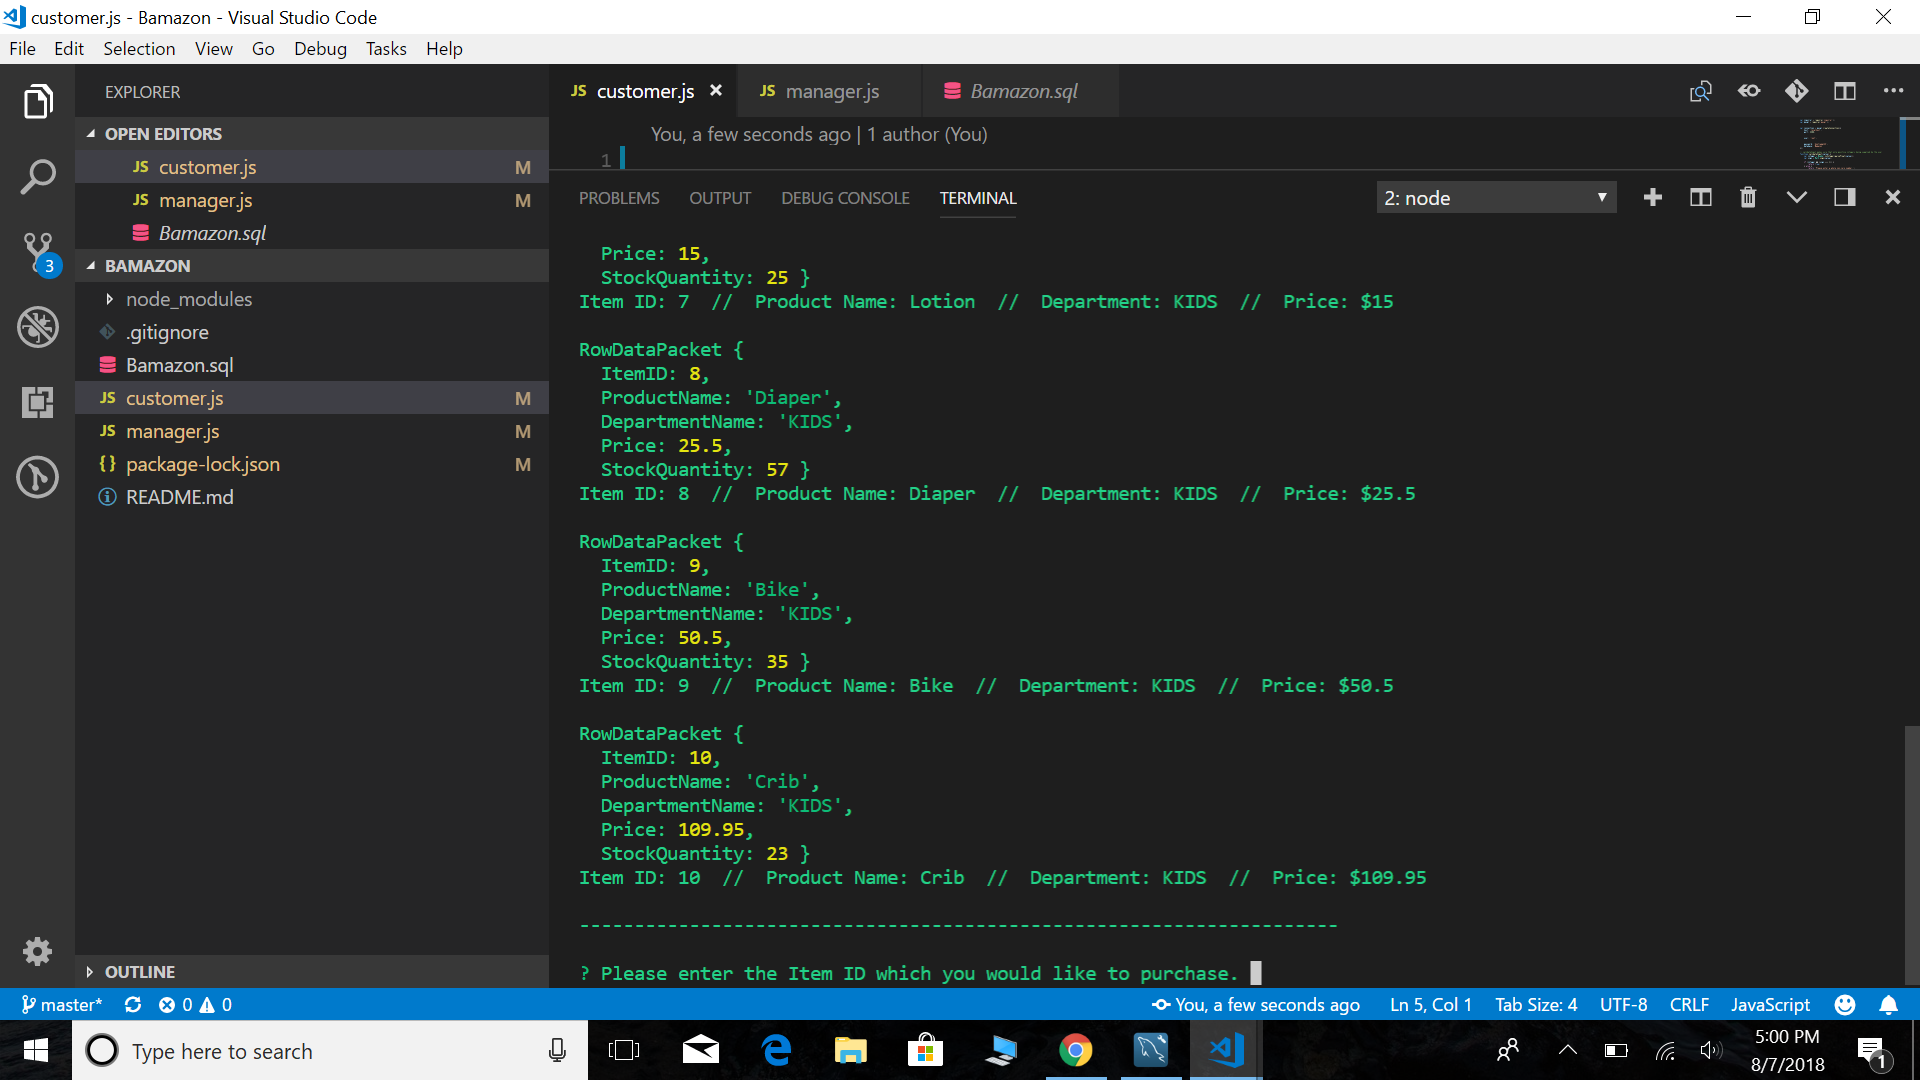 customer.js - Bamazon - Visual Studio Code
File Edit Selection View Go Debug Tasks Help
EXPLORER
OPEN EDITORS
JS customer.js M
JS manager.js M
Bamazon.sql
3
BAMAZON
node_modules
.gitignore
Bamazon.sql
JS customer.js M
JS manager.js M
{} package-lock.json M
README.md
OUTLINE
JS customer.js JS manager.js Bamazon.sql
You, a few seconds ago | 1 author (You)
1
PROBLEMS OUTPUT DEBUG CONSOLE TERMINAL 2: node
Price: 15,
StockQuantity: 25 }
Item ID: 7 // Product Name: Lotion // Department: KIDS // Price: $15
RowDataPacket {
ItemID: 8,
ProductName: 'Diaper',
DepartmentName: 'KIDS',
Price: 25.5,
StockQuantity: 57 }
Item ID: 8 // Product Name: Diaper // Department: KIDS // Price: $25.5
RowDataPacket {
ItemID: 9,
ProductName: 'Bike',
DepartmentName: 'KIDS',
Price: 50.5,
StockQuantity: 35 }
Item ID: 9 // Product Name: Bike // Department: KIDS // Price: $50.5
RowDataPacket {
ItemID: 10,
ProductName: 'Crib',
DepartmentName: 'KIDS',
Price: 109.95,
StockQuantity: 23 }
Item ID: 10 // Product Name: Crib // Department: KIDS // Price: $109.95
---------------------------------------------------------------------
? Please enter the Item ID which you would like to purchase.
master* 0 0 You, a few seconds ago Ln 5, Col 1 Tab Size: 4 UTF-8 CRLF JavaScript
Type here to search
5:00 PM
8/7/2018
1